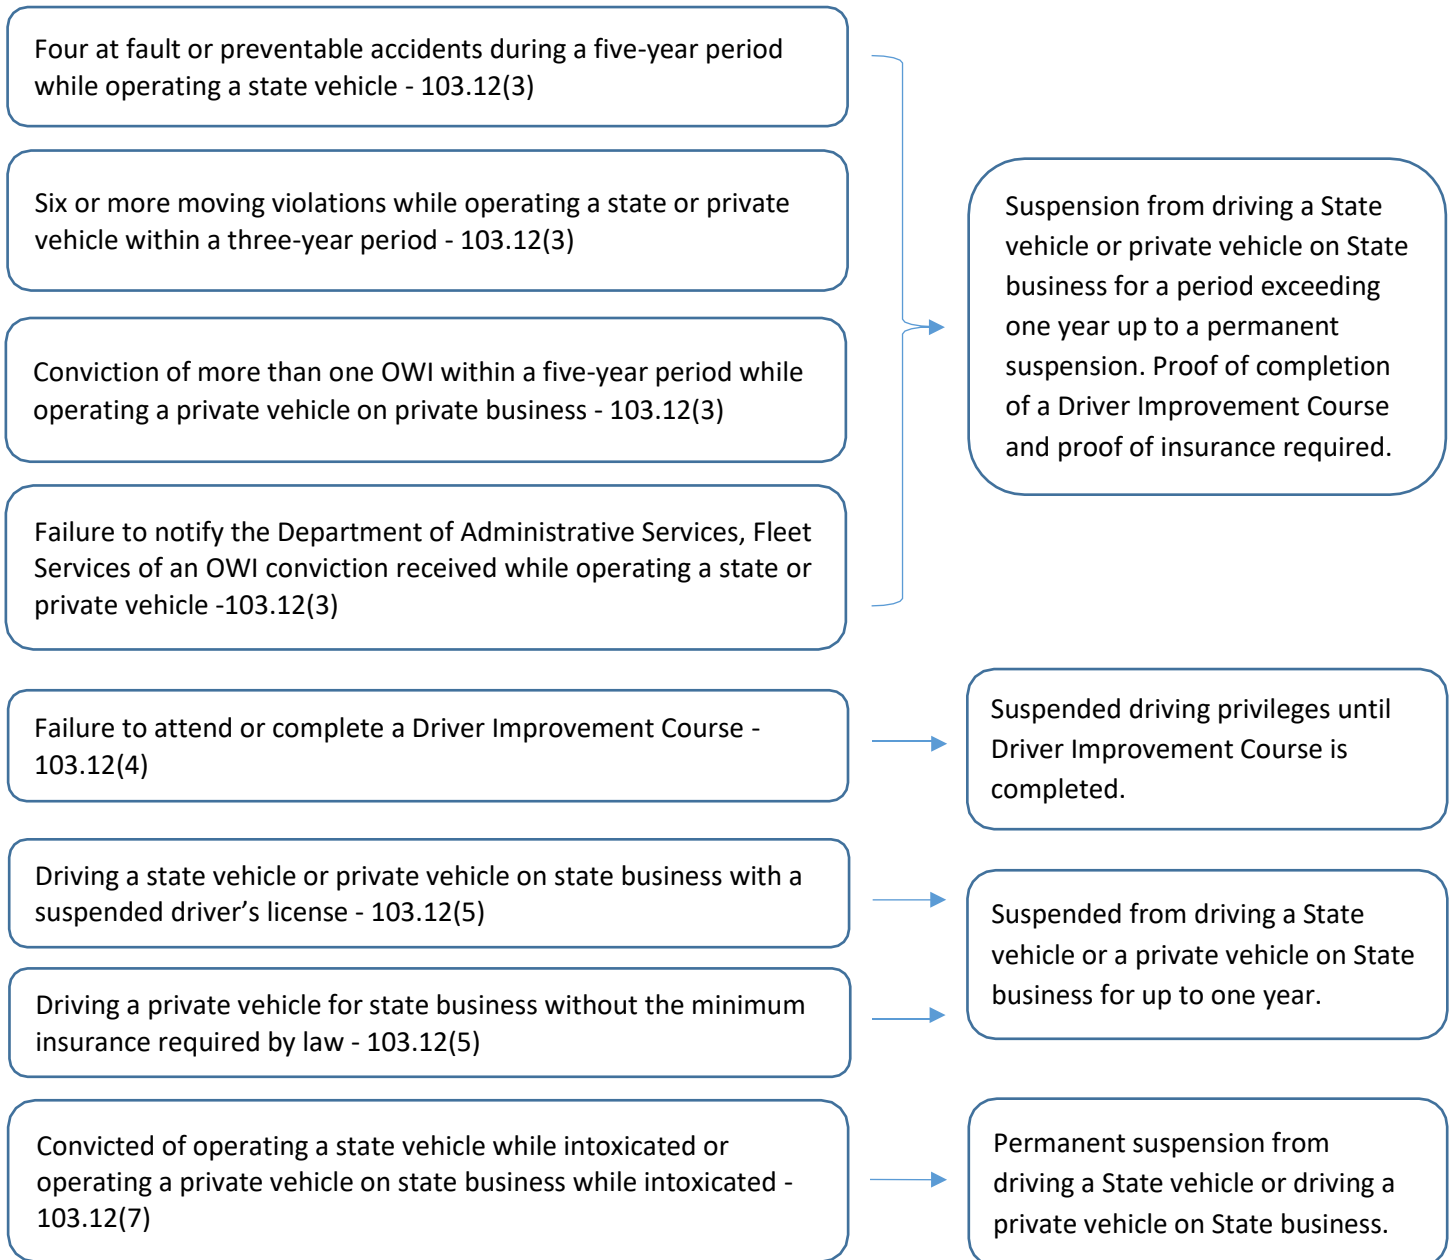 Four at fault or preventable accidents during a five-year period
while operating a state vehicle - 103.12(3)
Six or more moving violations while operating a state or private
vehicle within a three-year period - 103.12(3)
Conviction of more than one OWI within a five-year period while
operating a private vehicle on private business - 103.12(3)
Failure to notify the Department of Administrative Services, Fleet
Services of an OWI conviction received while operating a state or
private vehicle -103.12(3)
Suspension from driving a State
vehicle or private vehicle on State
business for a period exceeding
one year up to a permanent
suspension. Proof of completion
of a Driver Improvement Course
and proof of insurance required.
Failure to attend or complete a Driver Improvement Course -
103.12(4)
Suspended driving privileges until
Driver Improvement Course is
completed.
Driving a state vehicle or private vehicle on state business with a
suspended driver’s license - 103.12(5)
Driving a private vehicle for state business without the minimum
insurance required by law - 103.12(5)
Suspended from driving a State
vehicle or a private vehicle on State
business for up to one year.
Convicted of operating a state vehicle while intoxicated or
operating a private vehicle on state business while intoxicated -
103.12(7)
Permanent suspension from
driving a State vehicle or driving a
private vehicle on State business.